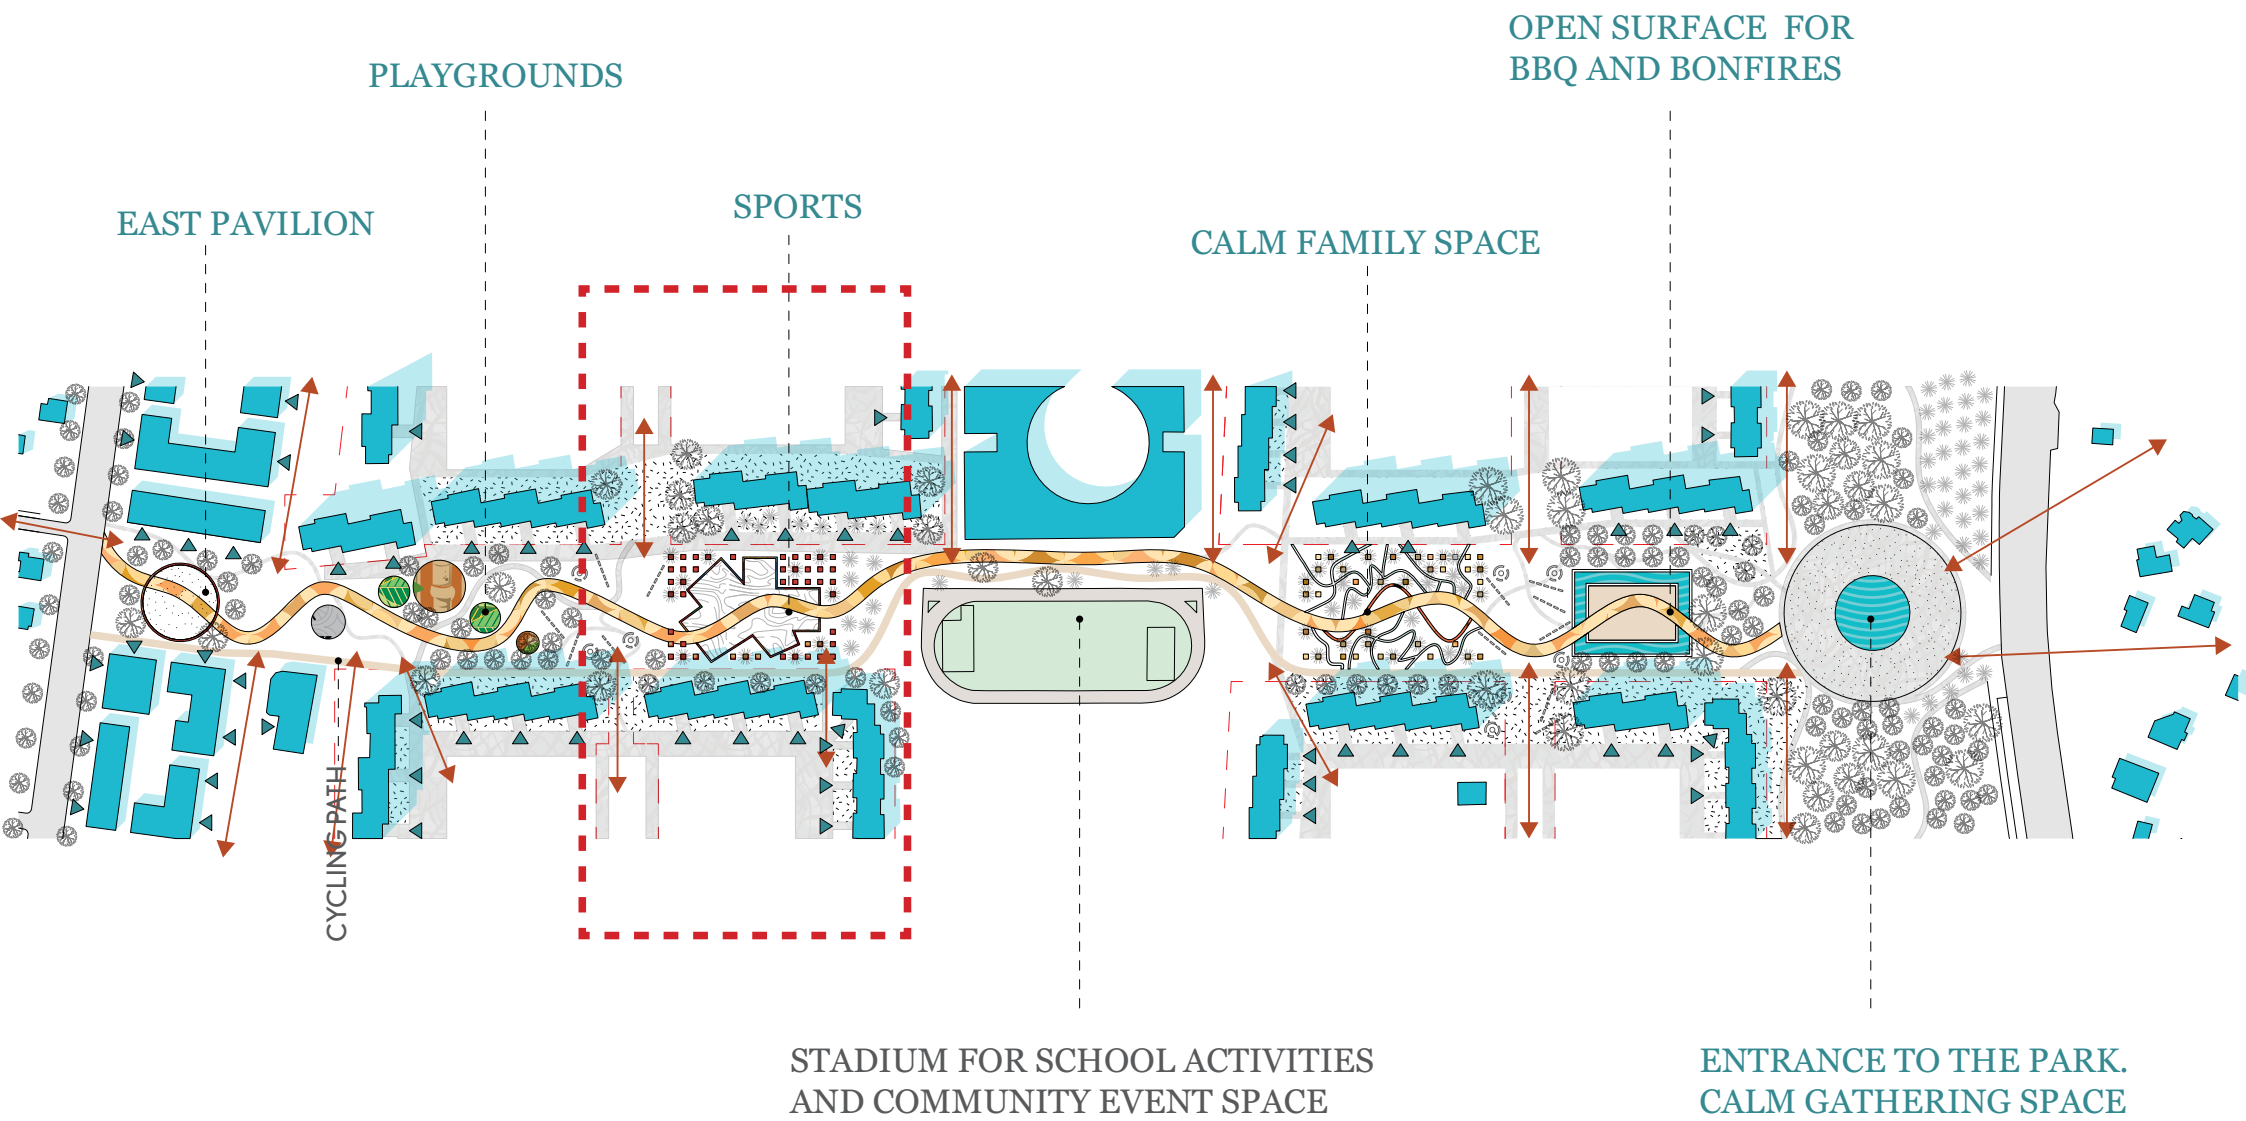 OPEN SURFACE FOR
BBQ AND BONFIRES
PLAYGROUNDS
SPORTS
EAST PAVILION
CALM FAMILY SPACE
CYCLING PATH
STADIUM FOR SCHOOL ACTIVITIES
AND COMMUNITY EVENT SPACE
ENTRANCE TO THE PARK.
CALM GATHERING SPACE